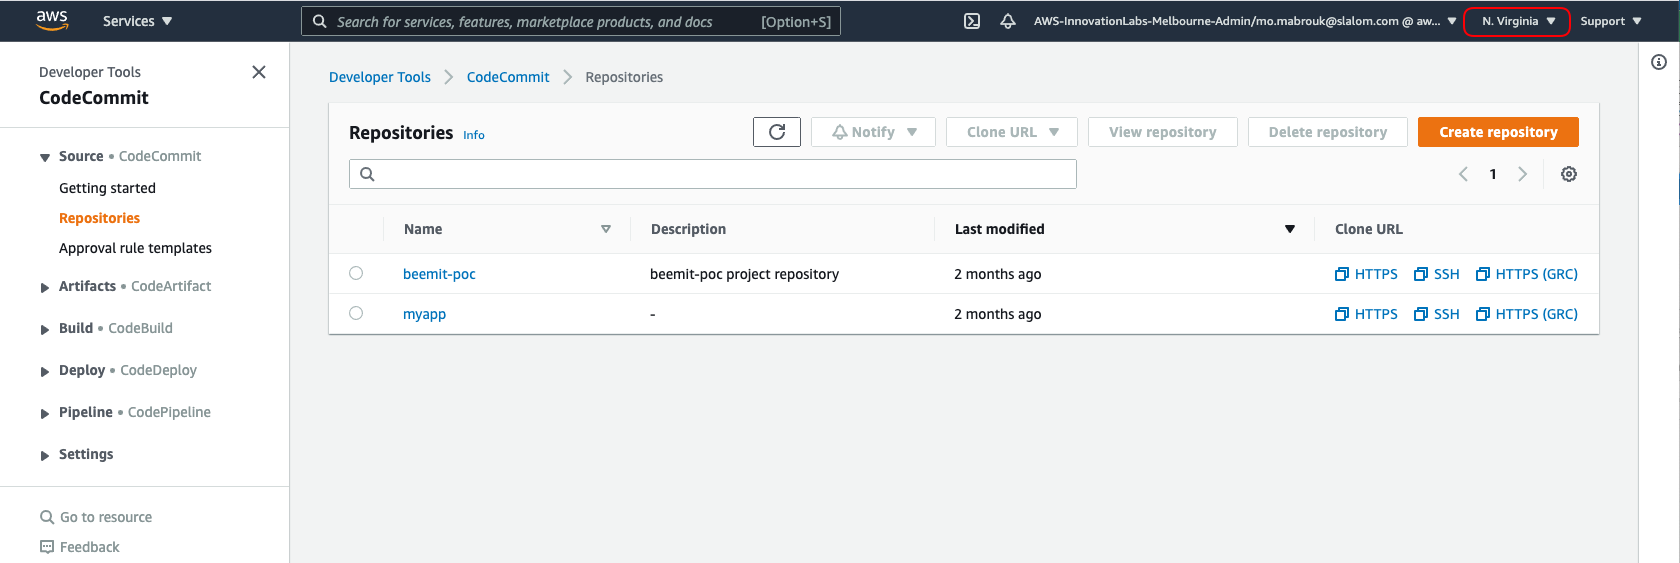 aws Services Search for services, features, marketplace products, and docs [Option+S] AWS-InnovationLabs-Melbourne-Admin/mo.mabrouk@slalom.com @ aw... N. Virginia Support
Developer Tools
CodeCommit
Source • CodeCommit
Getting started
Repositories
Approval rule templates
Artifacts • CodeArtifact
Build • CodeBuild
Deploy • CodeDeploy
Pipeline • CodePipeline
Settings
Go to resource
Feedback
Developer Tools CodeCommit Repositories
Repositories Info Notify Clone URL View repository Delete repository Create repository
1
Name Description Last modified Clone URL
beemit-poc beemit-poc project repository 2 months ago HTTPS SSH HTTPS (GRC)
myapp - 2 months ago HTTPS SSH HTTPS (GRC)